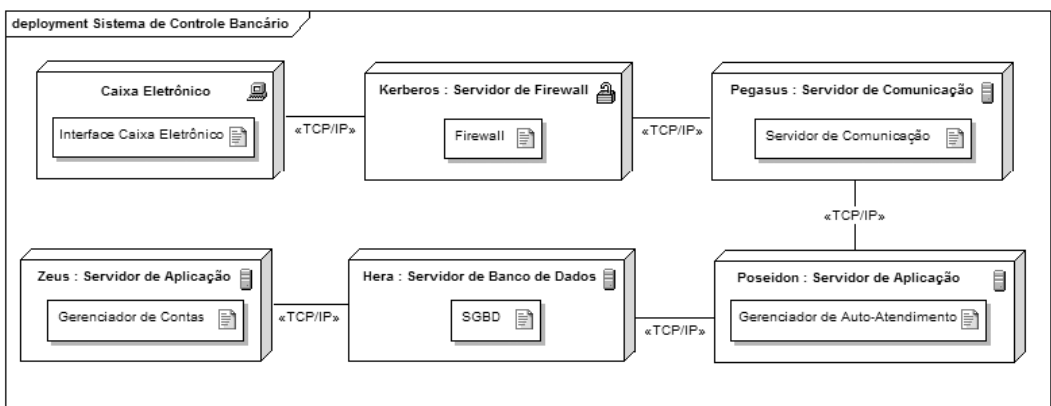 deployment Sistema de Controle Bancário
Caixa Eletrônico
Interface Caixa Eletrônico
«TCP/IP»
Kerberos : Servidor de Firewall
Firewall
«TCP/IP»
Pegasus : Servidor de Comunicação
Servidor de Comunicação
«TCP/IP»
Zeus : Servidor de Aplicação
Gerenciador de Contas
«TCP/IP»
Hera : Servidor de Banco de Dados
SGBD
«TCP/IP»
Poseidon : Servidor de Aplicação
Gerenciador de Auto-Atendimento